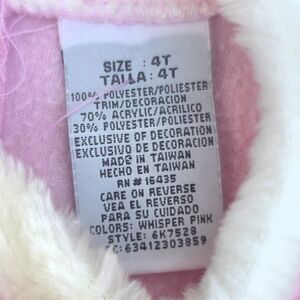 SIZE : 4T
TALLA : 4T
100% POLYESTER/POLIESTER
TRIM/DECORACION
70% ACRYLIC/ACRILICO
30% POLYESTER/POLIESTER
EXCLUSIVE OF DECORATION
EXCLUSIVO DE DECORACION
MADE IN TAIWAN
HECHO EN TAIWAN
RN# 16435
CARE ON REVERSE
VEA EL REVERSO
PARA SU CUIDADO
COLORS: WHISPER PINK
STYLE: 6K7528
C: 63412303859